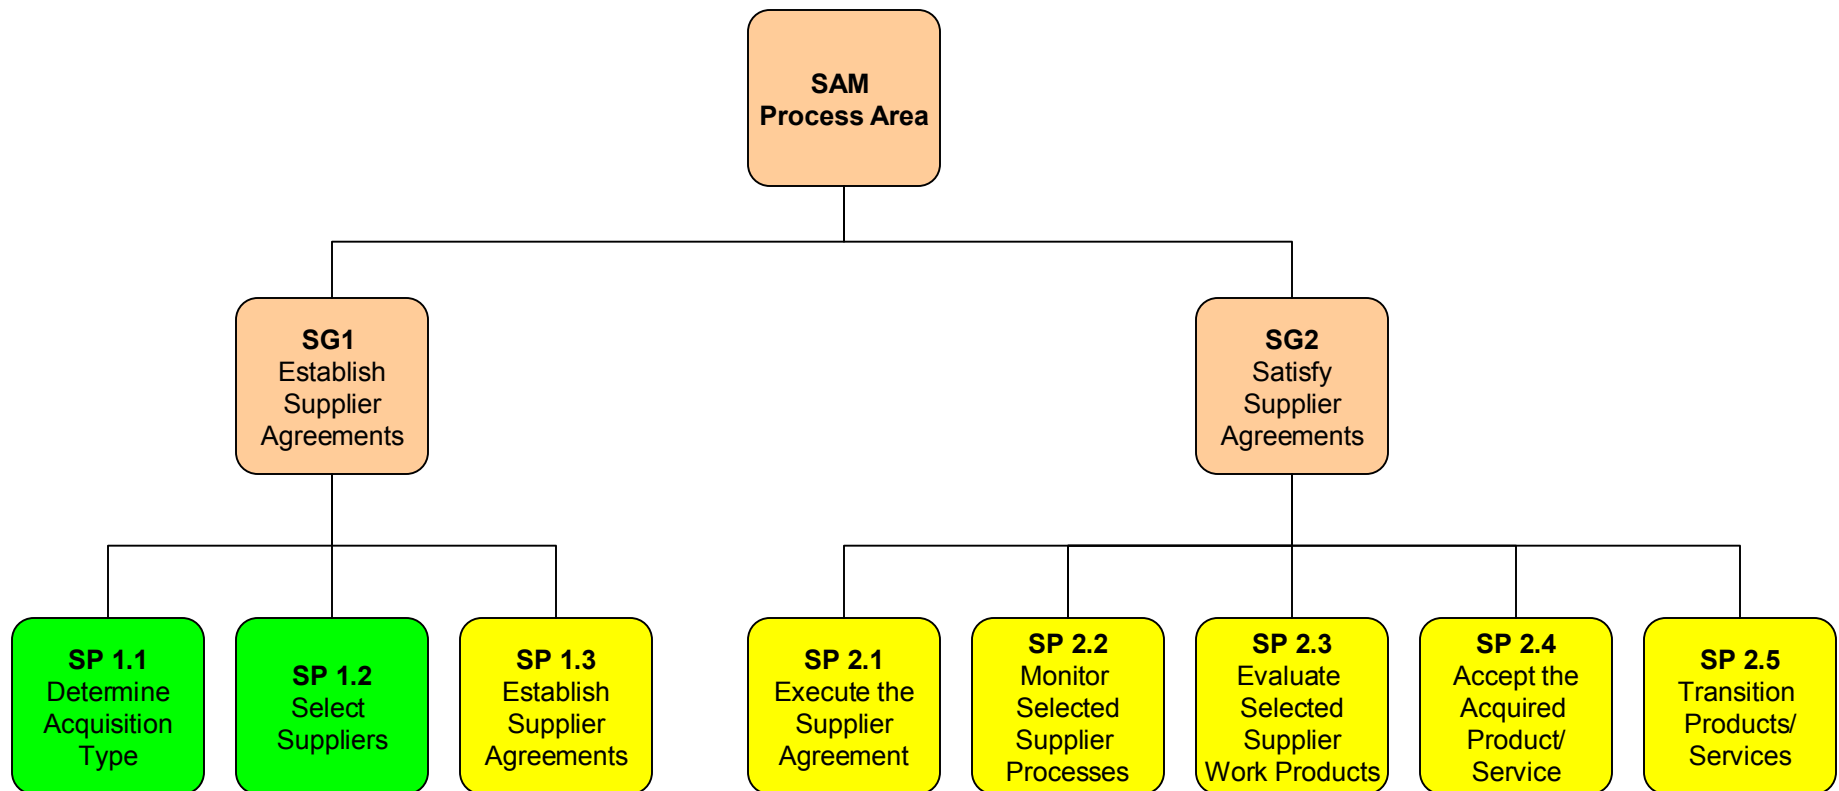 SAM
Process Area
SG1
Establish
Supplier
Agreements
SG2
Satisfy
Supplier
Agreements
SP 1.1
Determine
Acquisition
Type
SP 1.2
Select
Suppliers
SP 1.3
Establish
Supplier
Agreements
SP 2.1
Execute the
Supplier
Agreement
SP 2.2
Monitor
Selected
Supplier
Processes
SP 2.3
Evaluate
Selected
Supplier
Work Products
SP 2.4
Accept the
Acquired
Product/
Service
SP 2.5
Transition
Products/
Services